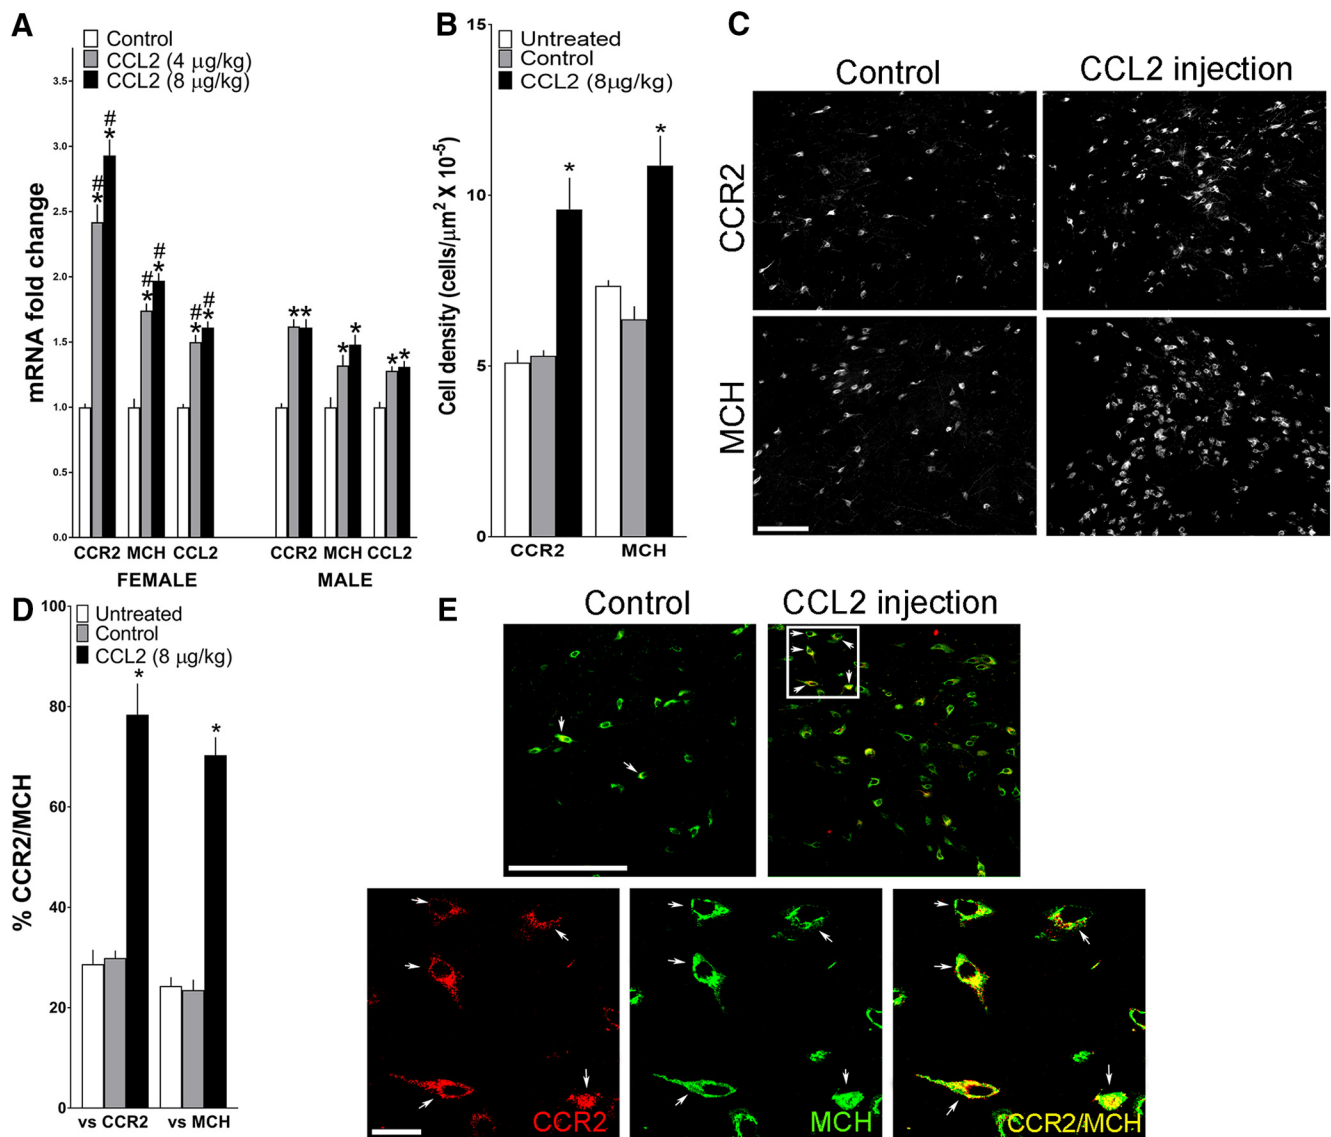 A
Control
CCL2 (4 µg/kg)
CCL2 (8 µg/kg)
mRNA fold change
3.5
3.0
2.5
2.0
1.5
1.0
0.5
0.0
# * # *
# * # *
# * # *
**
* *
* *
CCR2 MCH CCL2
CCR2 MCH CCL2
FEMALE
MALE
B
Untreated
Control
CCL2 (8µg/kg)
Cell density (cells/µm² X 10⁻⁵)
15
10
5
0
*
*
CCR2
MCH
C
Control
CCL2 injection
CCR2
MCH
D
Untreated
Control
CCL2 (8 µg/kg)
% CCR2/MCH
100
80
60
40
20
0
*
*
vs CCR2
vs MCH
E
Control
CCL2 injection
CCR2
MCH
CCR2/MCH